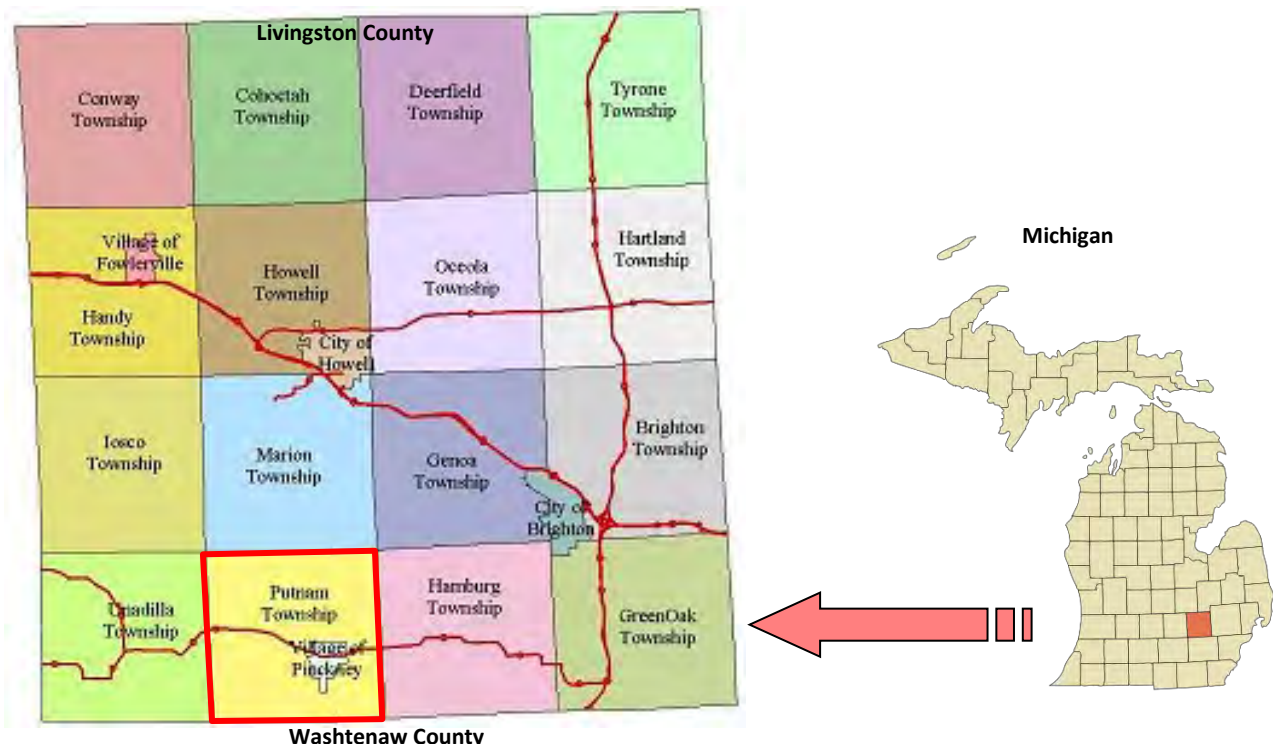 Livingston County
Conway
Township
Cohoctah
Township
Deerfield
Township
Tyrone
Township
Village of
Fowlerville
Handy
Township
Howell
Township
City of
Howell
Oceola
Township
Hartland
Township
Iosco
Township
Marion
Township
Genoa
Township
Brighton
Township
City of
Brighton
Unadilla
Township
Putnam
Township
Village of
Pinckney
Hamburg
Township
GreenOak
Township
Washtenaw County
Michigan